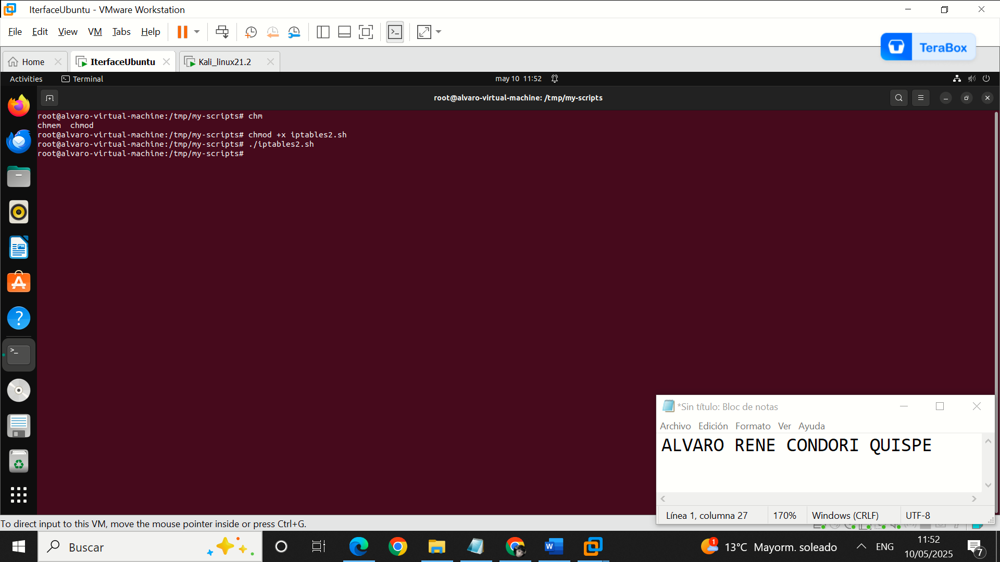 IterfaceUbuntu - VMware Workstation
File Edit View VM Tabs Help
TeraBox
Home IterfaceUbuntu Kali_linux21.2
Activities Terminal may 10 11:52
root@alvaro-virtual-machine: /tmp/my-scripts
root@alvaro-virtual-machine:/tmp/my-scripts# chm
chmem  chmod
root@alvaro-virtual-machine:/tmp/my-scripts# chmod +x iptables2.sh
root@alvaro-virtual-machine:/tmp/my-scripts# ./iptables2.sh
root@alvaro-virtual-machine:/tmp/my-scripts#
*Sin título: Bloc de notas
Archivo Edición Formato Ver Ayuda
ALVARO RENE CONDORI QUISPE
Línea 1, columna 27 170% Windows (CRLF) UTF-8
To direct input to this VM, move the mouse pointer inside or press Ctrl+G.
Buscar 1 13°C Mayorm. soleado ENG 11:52
10/05/2025 7